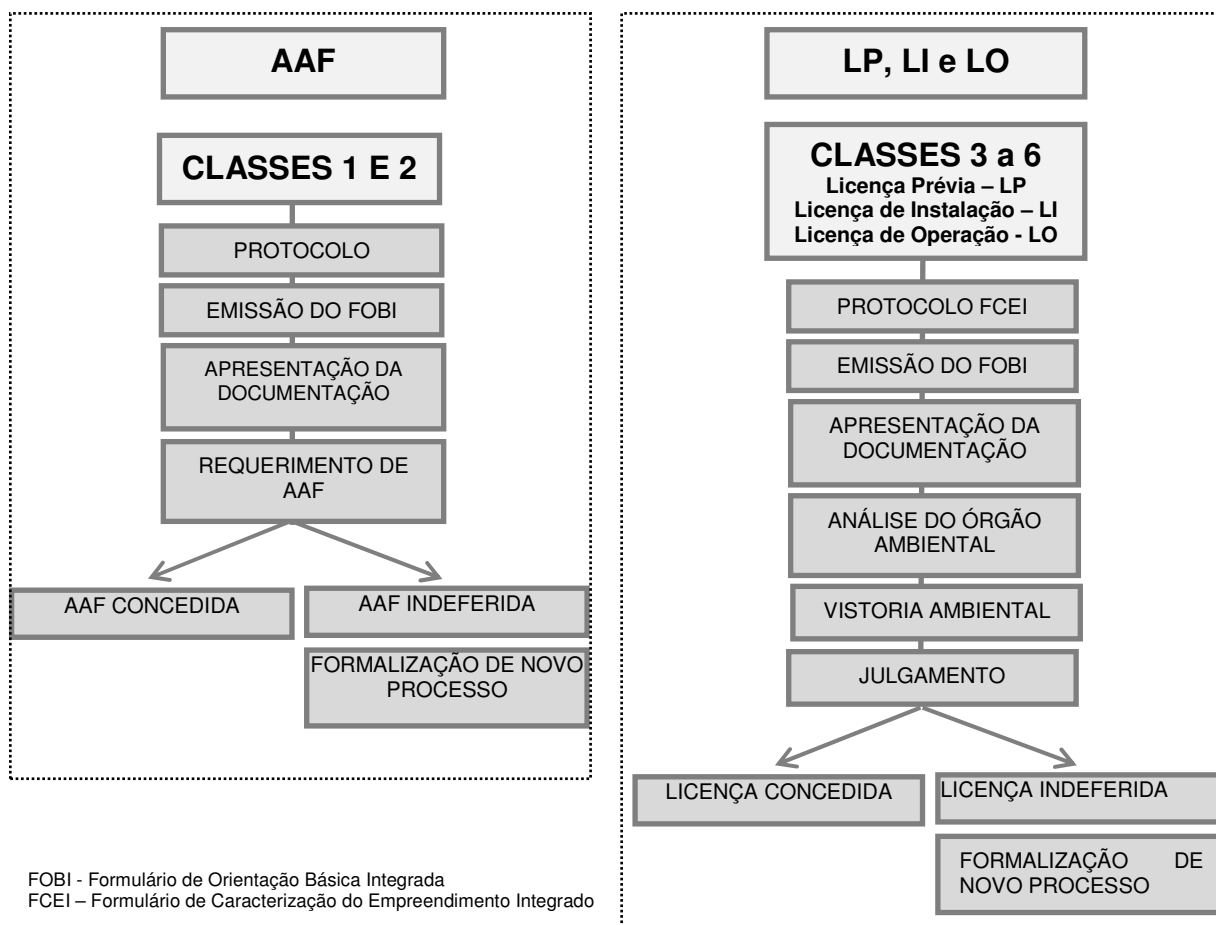 AAF
CLASSES 1 E 2
PROTOCOLO
EMISSÃO DO FOBI
APRESENTAÇÃO DA
DOCUMENTAÇÃO
REQUERIMENTO DE
AAF
AAF CONCEDIDA
AAF INDEFERIDA
FORMALIZAÇÃO DE NOVO
PROCESSO
FOBI - Formulário de Orientação Básica Integrada
FCEI – Formulário de Caracterização do Empreendimento Integrado
LP, LI e LO
CLASSES 3 a 6
Licença Prévia – LP
Licença de Instalação – LI
Licença de Operação - LO
PROTOCOLO FCEI
EMISSÃO DO FOBI
APRESENTAÇÃO DA
DOCUMENTAÇÃO
ANÁLISE DO ÓRGÃO
AMBIENTAL
VISTORIA AMBIENTAL
JULGAMENTO
LICENÇA CONCEDIDA
LICENÇA INDEFERIDA
FORMALIZAÇÃO DE
NOVO PROCESSO